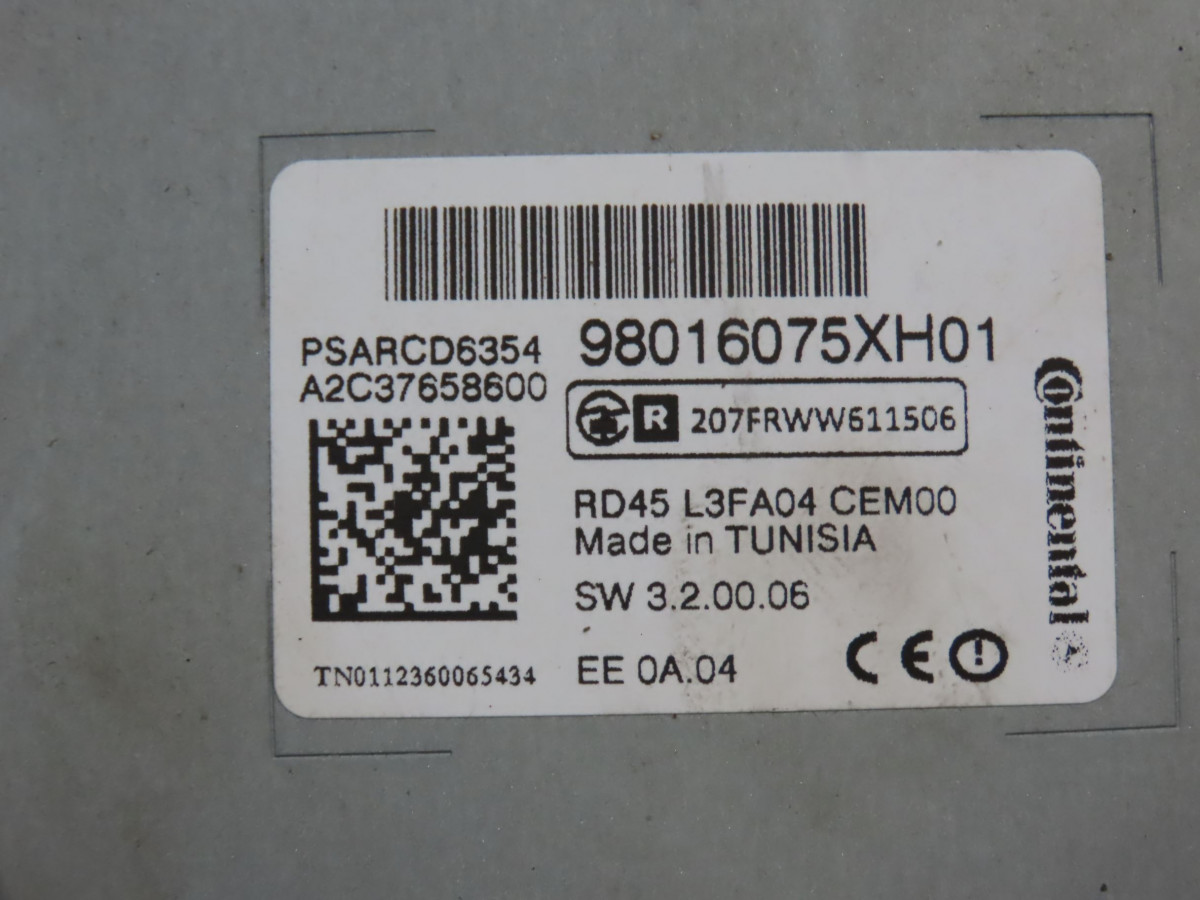 PSARCD6354
98016075XH01
A2C37658600
R 207FRWW611506
RD45 L3FA04 CEM00
Made in TUNISIA
SW 3.2.00.06
TN0112360065434
EE 0A.04
CE
Continental